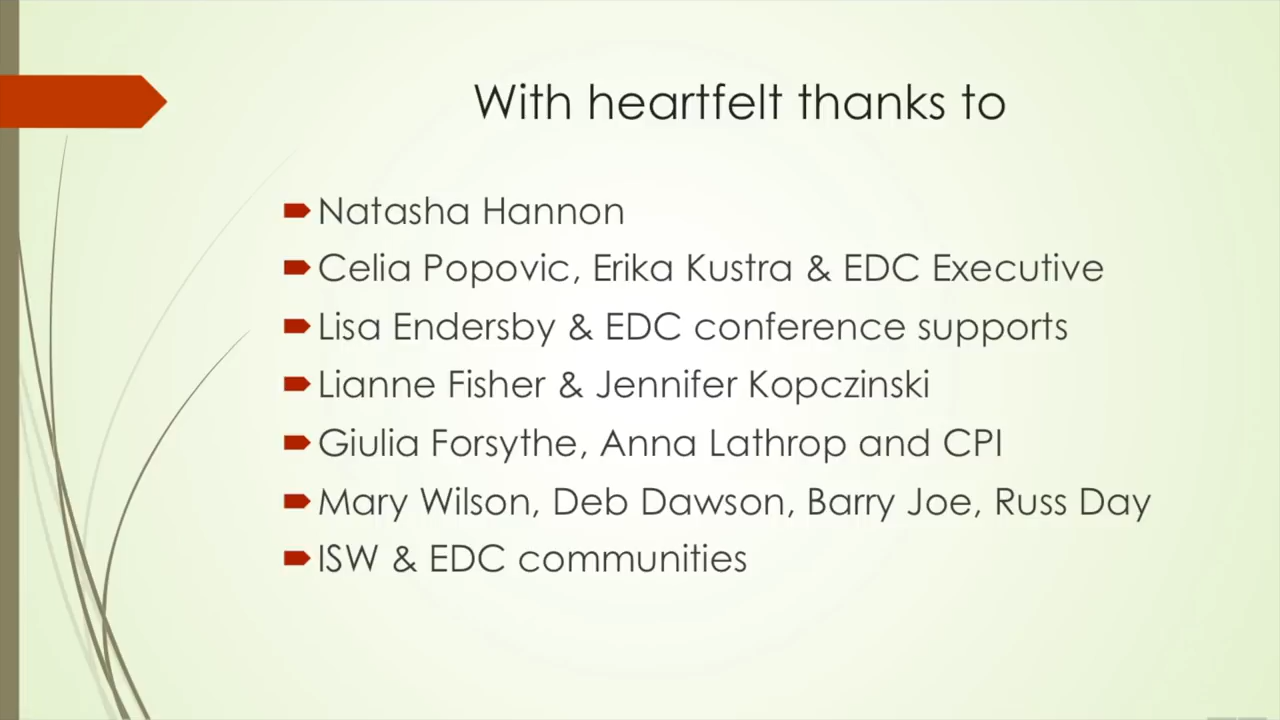 With heartfelt thanks to
Natasha Hannon
Celia Popovic, Erika Kustra & EDC Executive
Lisa Endersby & EDC conference supports
Lianne Fisher & Jennifer Kopczinski
Giulia Forsythe, Anna Lathrop and CPI
Mary Wilson, Deb Dawson, Barry Joe, Russ Day
ISW & EDC communities